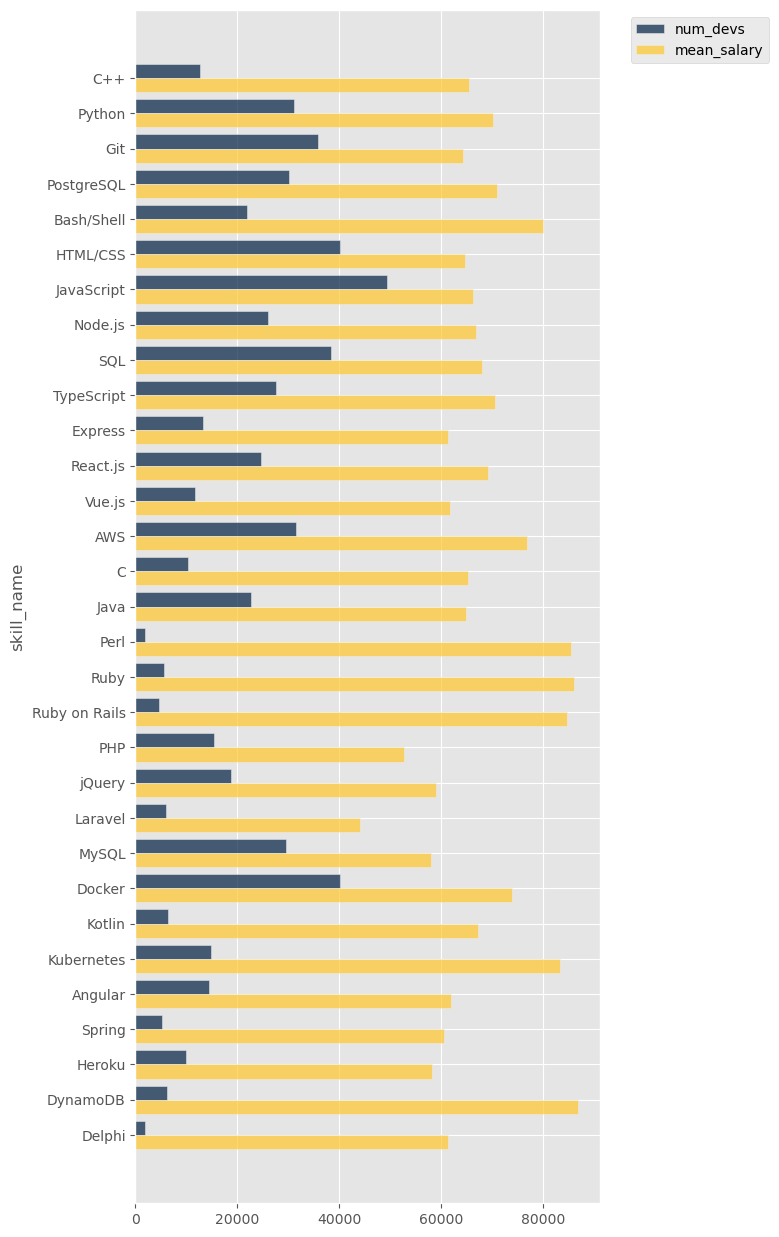 num_devs
mean_salary
C++
Python
Git
PostgreSQL
Bash/Shell
HTML/CSS
JavaScript
Node.js
SQL
TypeScript
Express
React.js
Vue.js
AWS
C
Java
Perl
Ruby
Ruby on Rails
PHP
jQuery
Laravel
MySQL
Docker
Kotlin
Kubernetes
Angular
Spring
Heroku
DynamoDB
Delphi
skill_name
0 20000 40000 60000 80000